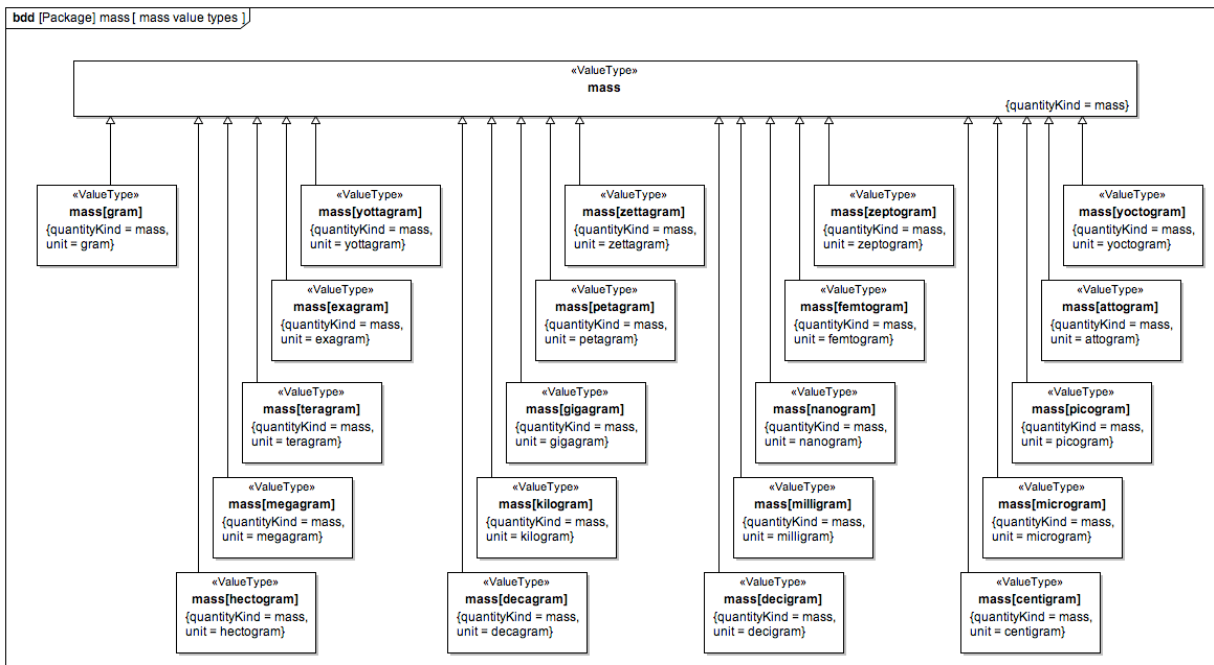 bdd [Package] mass [ mass value types ]
«ValueType»
mass
{quantityKind = mass}
«ValueType»
mass[gram]
{quantityKind = mass,
unit = gram}
«ValueType»
mass[yottagram]
{quantityKind = mass,
unit = yottagram}
«ValueType»
mass[zettagram]
{quantityKind = mass,
unit = zettagram}
«ValueType»
mass[zeptogram]
{quantityKind = mass,
unit = zeptogram}
«ValueType»
mass[yoctogram]
{quantityKind = mass,
unit = yoctogram}
«ValueType»
mass[exagram]
{quantityKind = mass,
unit = exagram}
«ValueType»
mass[petagram]
{quantityKind = mass,
unit = petagram}
«ValueType»
mass[femtogram]
{quantityKind = mass,
unit = femtogram}
«ValueType»
mass[attogram]
{quantityKind = mass,
unit = attogram}
«ValueType»
mass[teragram]
{quantityKind = mass,
unit = teragram}
«ValueType»
mass[gigagram]
{quantityKind = mass,
unit = gigagram}
«ValueType»
mass[nanogram]
{quantityKind = mass,
unit = nanogram}
«ValueType»
mass[picogram]
{quantityKind = mass,
unit = picogram}
«ValueType»
mass[megagram]
{quantityKind = mass,
unit = megagram}
«ValueType»
mass[kilogram]
{quantityKind = mass,
unit = kilogram}
«ValueType»
mass[milligram]
{quantityKind = mass,
unit = milligram}
«ValueType»
mass[microgram]
{quantityKind = mass,
unit = microgram}
«ValueType»
mass[hectogram]
{quantityKind = mass,
unit = hectogram}
«ValueType»
mass[decagram]
{quantityKind = mass,
unit = decagram}
«ValueType»
mass[decigram]
{quantityKind = mass,
unit = decigram}
«ValueType»
mass[centigram]
{quantityKind = mass,
unit = centigram}